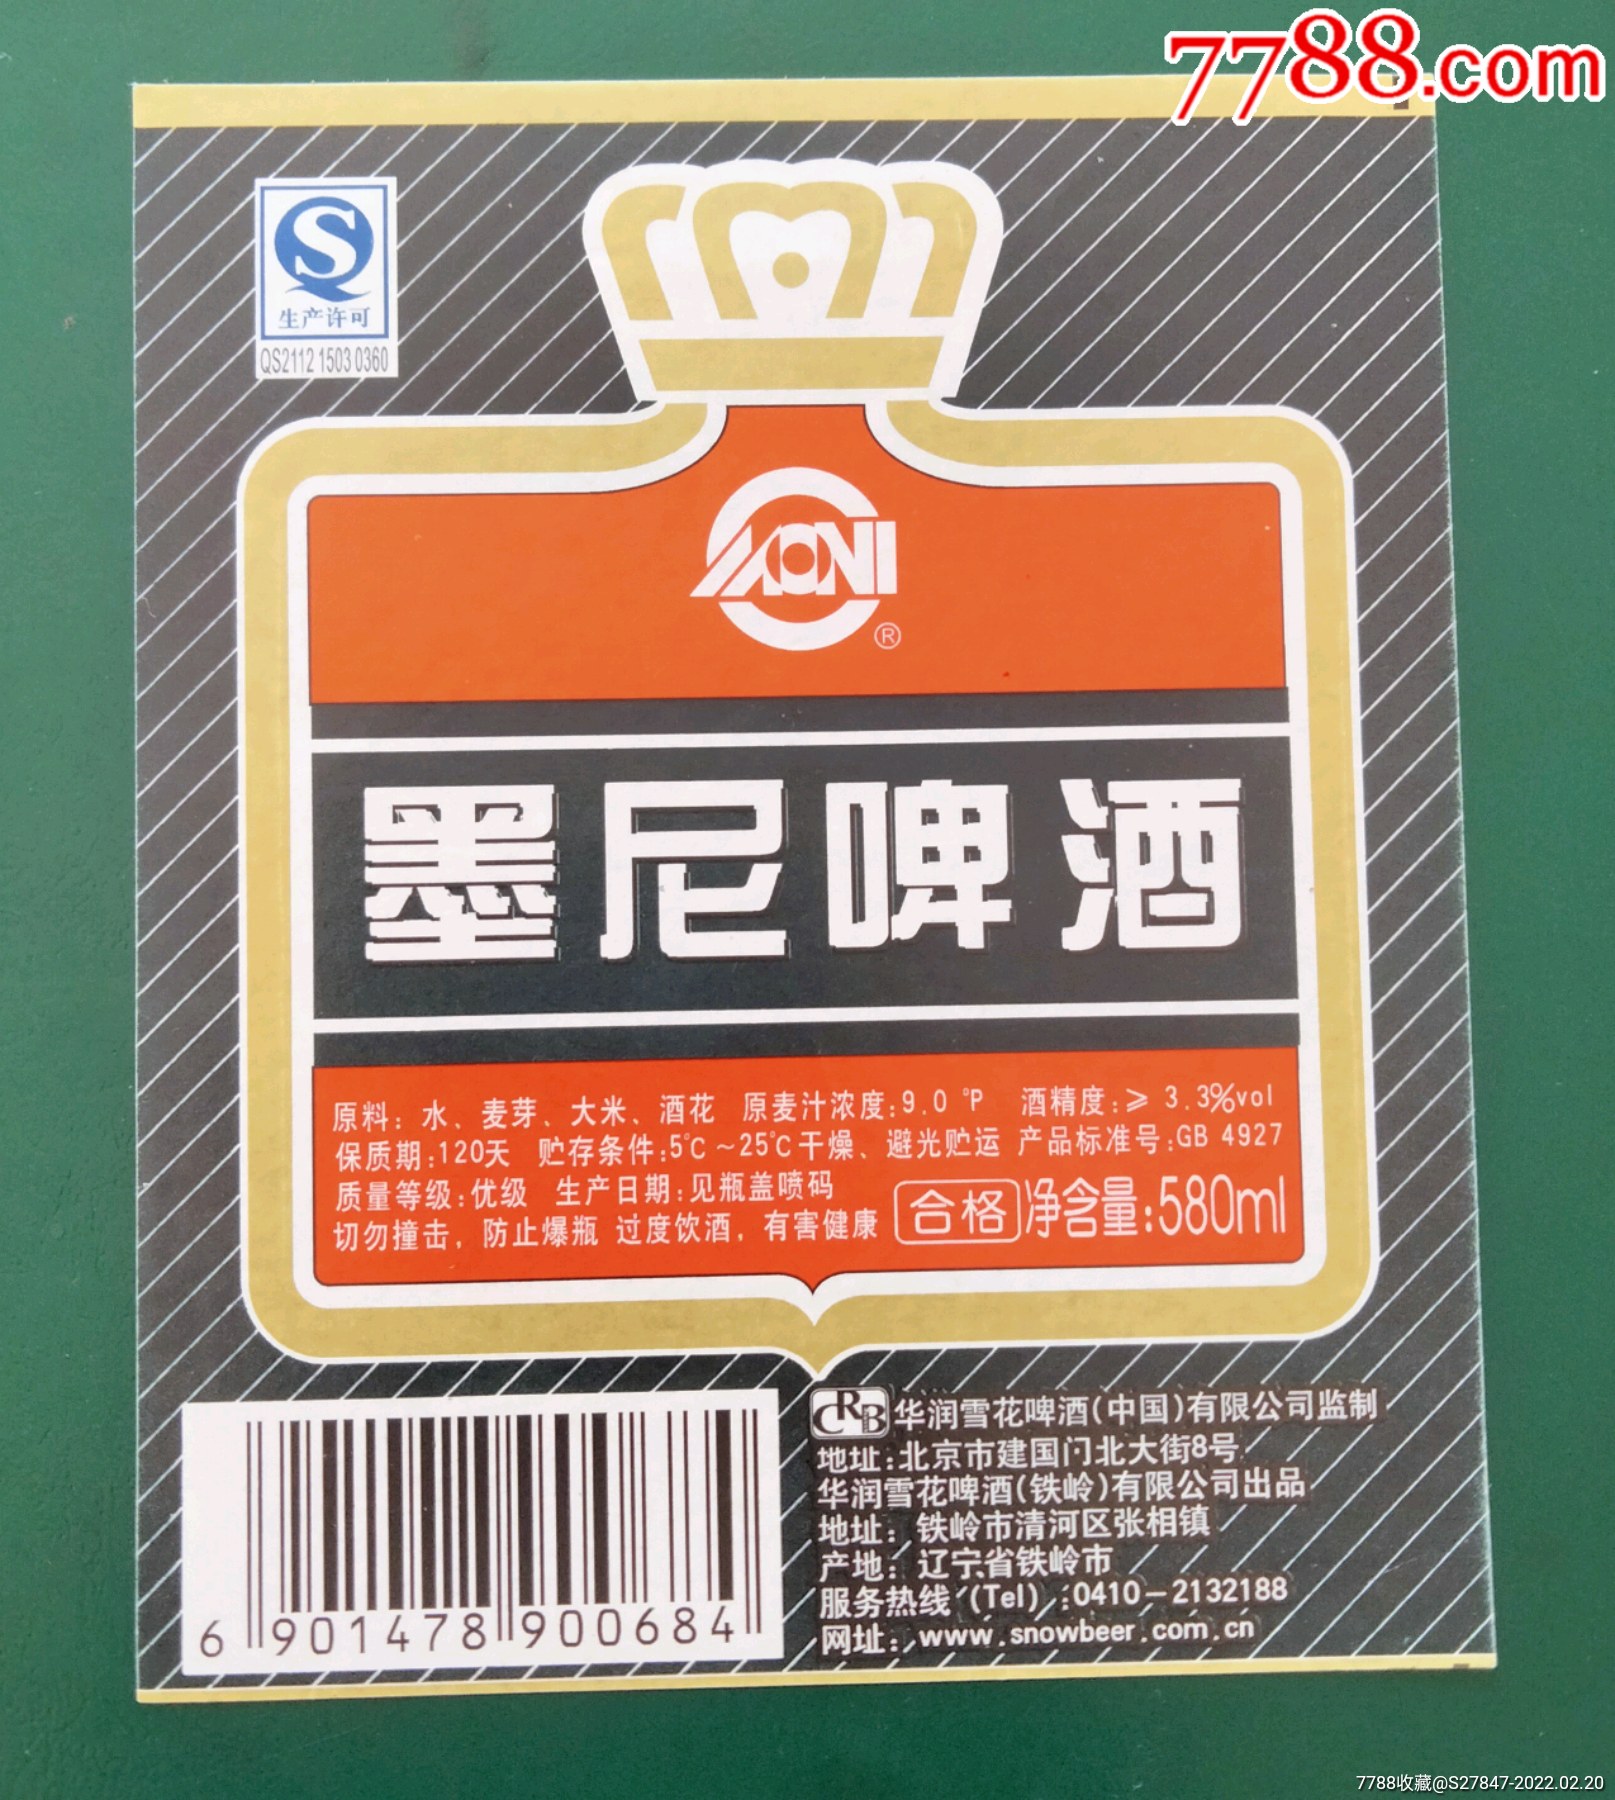 7788.com
S
生产许可
QS2112 1503 0360
MONI
®
墨尼啤酒
原料：水、麦芽、大米、酒花 原麦汁浓度:9.0 °P 酒精度:≥ 3.3%vol
保质期:120天 贮存条件:5℃～25℃干燥、避光贮运 产品标准号:GB 4927
质量等级:优级 生产日期:见瓶盖喷码
切勿撞击，防止爆瓶 过度饮酒，有害健康 合格 净含量:580ml
CRB 华润雪花啤酒(中国)有限公司监制
地址:北京市建国门北大街8号
华润雪花啤酒(铁岭)有限公司出品
地址：铁岭市清河区张相镇
产地：辽宁省铁岭市
服务热线(Tel):0410-2132188
网址：www.snowbeer.com.cn
6 901478 900684
7788收藏@S27847-2022.02.20